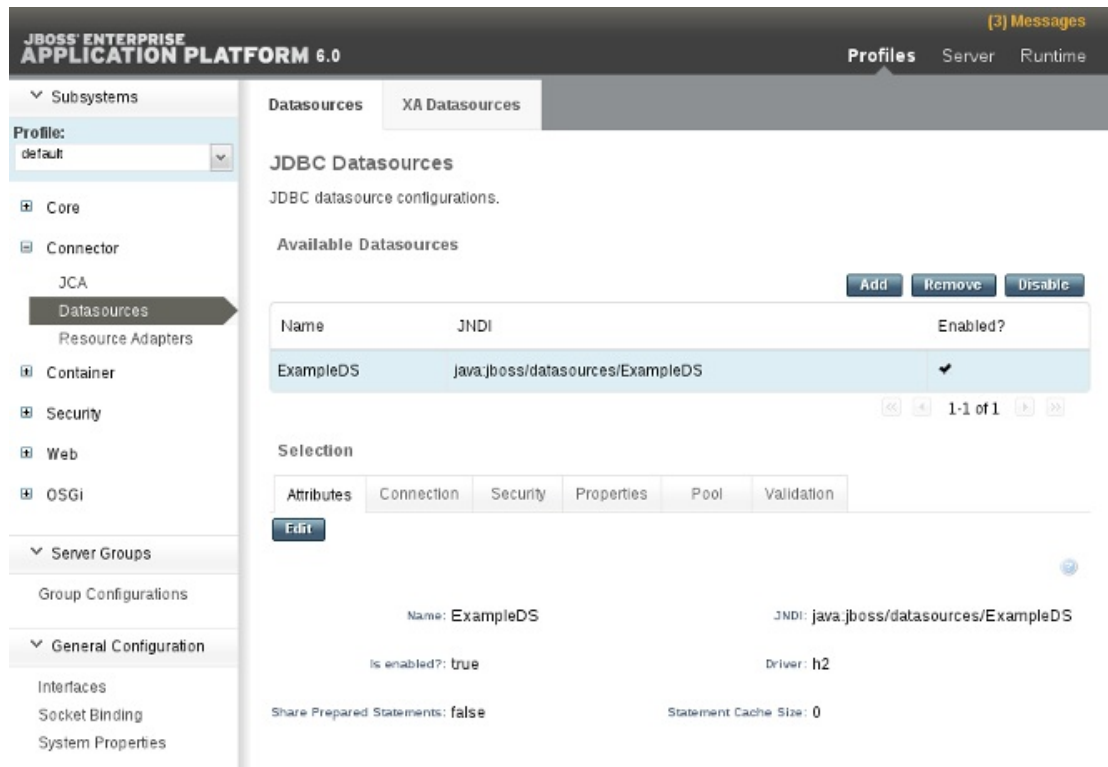 (3) Messages
JBOSS' ENTERPRISE
APPLICATION PLATFORM 6.0
Profiles Server Runtime
Subsystems
Profile:
default
Core
Connector
JCA
Datasources
Resource Adapters
Container
Security
Web
OSGi
Server Groups
Group Configurations
General Configuration
Interfaces
Socket Binding
System Properties
Datasources XA Datasources
JDBC Datasources
JDBC datasource configurations.
Available Datasources
Add Remove Disable
Name JNDI Enabled?
ExampleDS java:jboss/datasources/ExampleDS
1-1 of 1
Selection
Attributes Connection Security Properties Pool Validation
Edit
Name: ExampleDS JNDI: java:jboss/datasources/ExampleDS
Is enabled?: true Driver: h2
Share Prepared Statements: false Statement Cache Size: 0